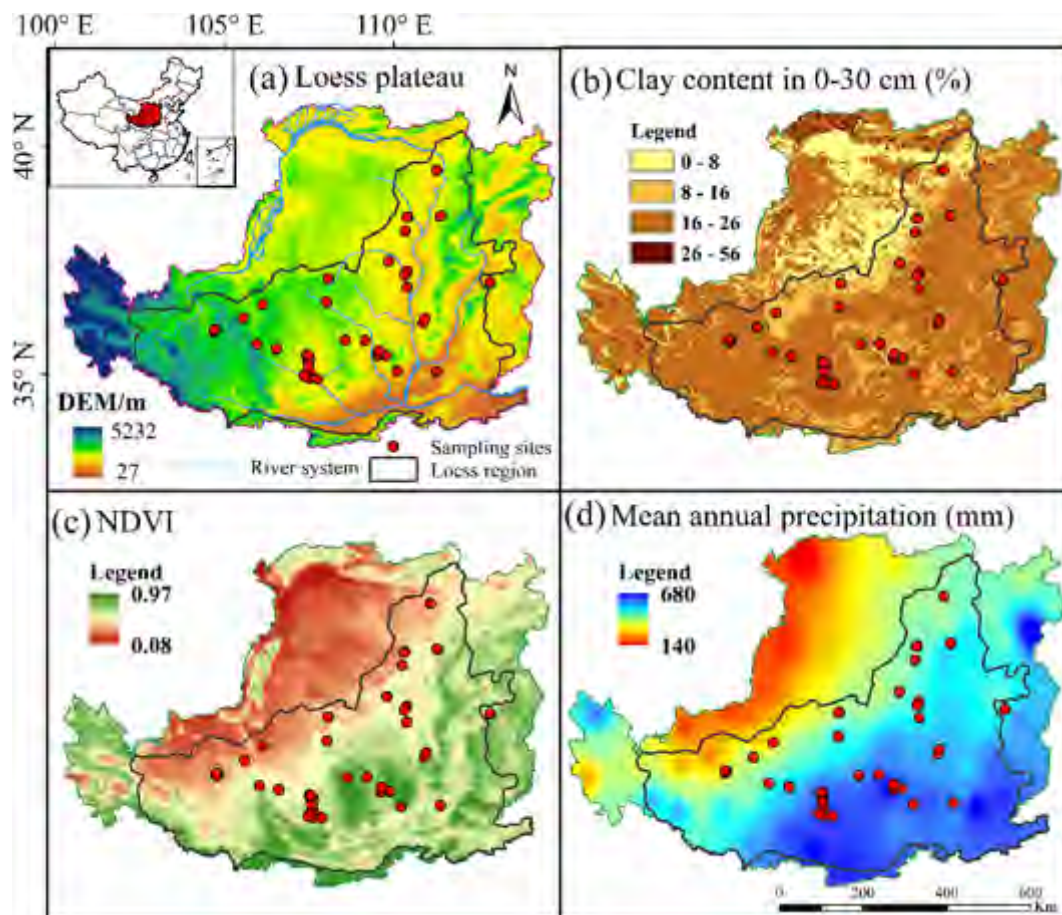 100° E 105° E 110° E
40° N
35° N
(a) Loess plateau
N
DEM/m
5232
27
Sampling sites
River system
Loess region
(b) Clay content in 0-30 cm (%)
Legend
0 - 8
8 - 16
16 - 26
26 - 56
(c) NDVI
Legend
0.97
0.08
(d) Mean annual precipitation (mm)
Legend
680
140
0 200 400 600
Km